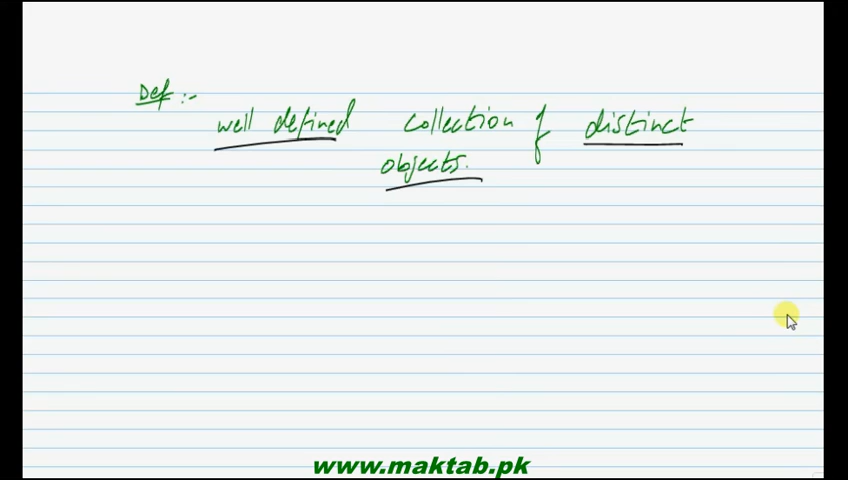 Def :-
well defined collection of distinct
objects.
www.maktab.pk